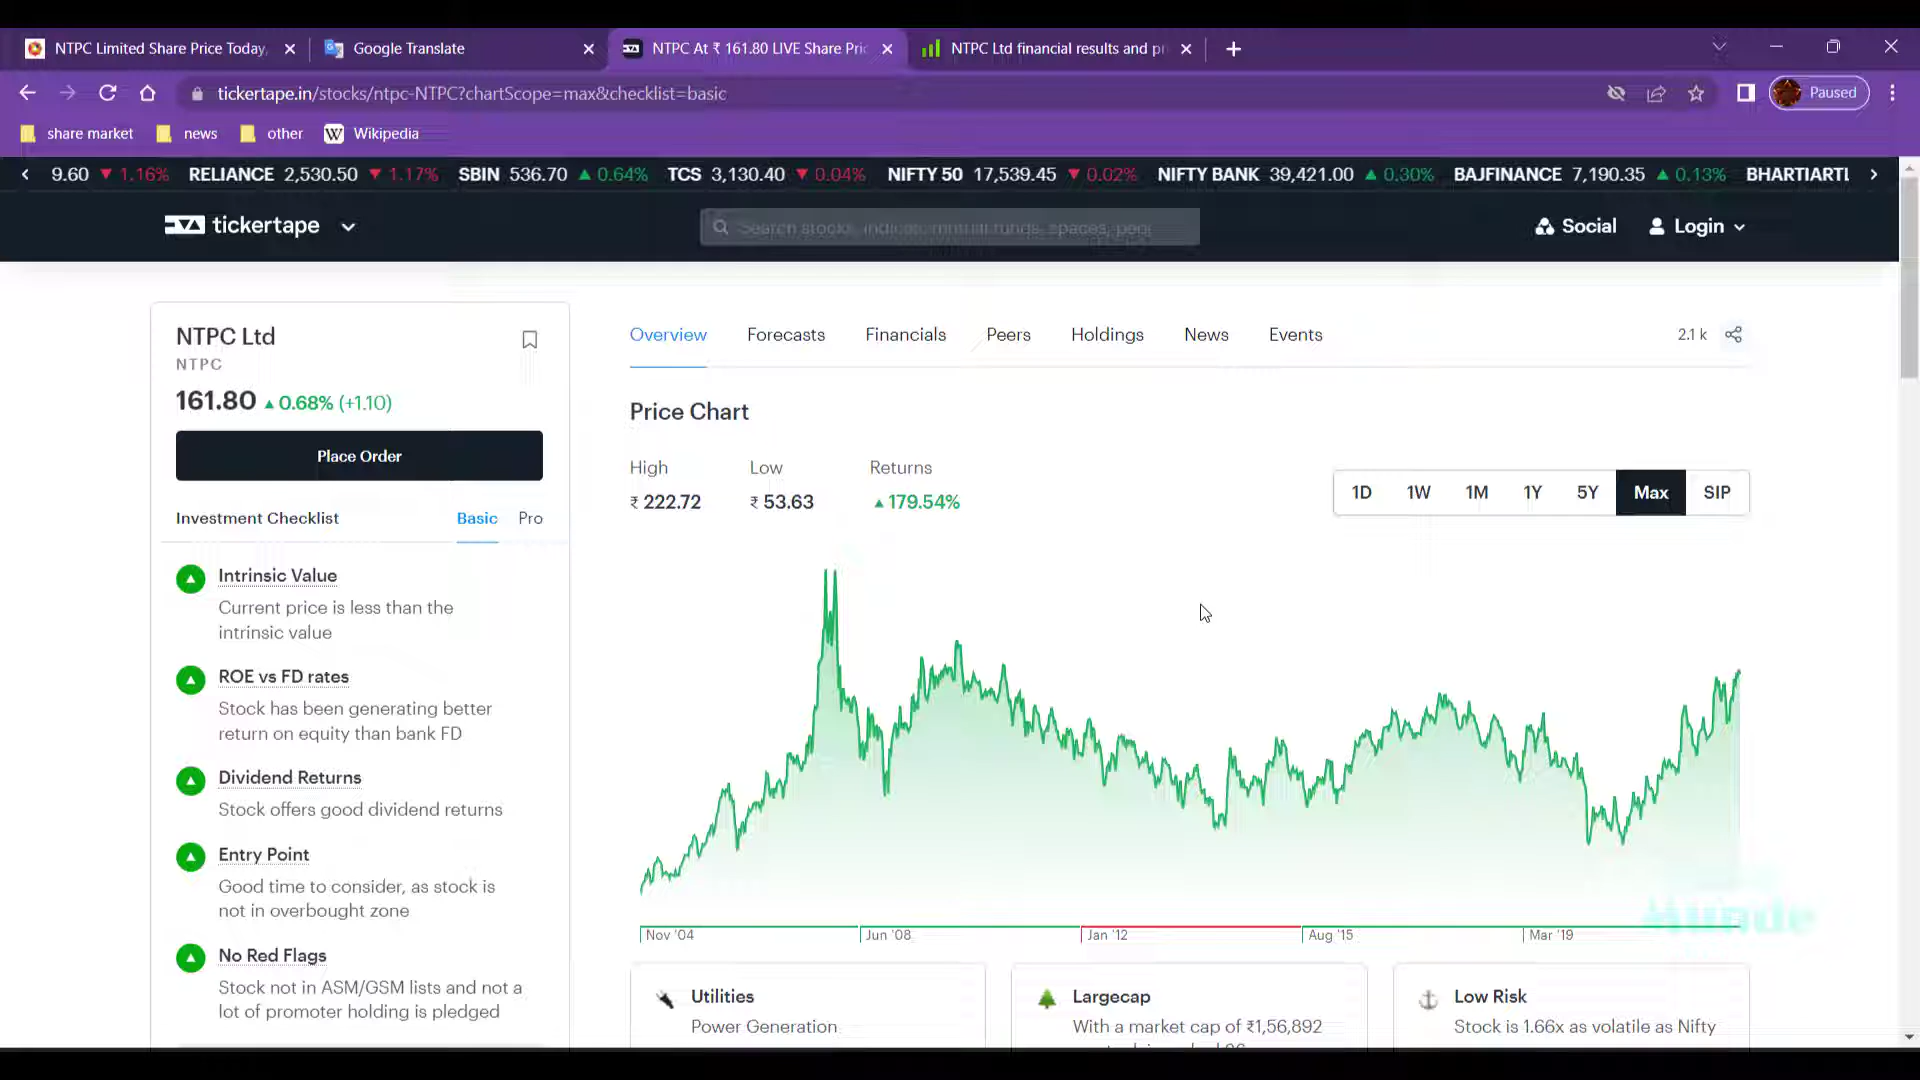 NTPC Limited Share Price Today,
Google Translate
NTPC At ₹ 161.80 LIVE Share Pric
NTPC Ltd financial results and pr
tickertape.in/stocks/ntpc-NTPC?chartScope=max&checklist=basic
Paused
share market
news
other
W Wikipedia
9.60 ▼ 1.16% RELIANCE 2,530.50 ▼ 1.17% SBIN 536.70 ▲ 0.64% TCS 3,130.40 ▼ 0.04% NIFTY 50 17,539.45 ▼ 0.02% NIFTY BANK 39,421.00 ▲ 0.30% BAJFINANCE 7,190.35 ▲ 0.13% BHARTIARTL
tickertape
Search stocks, indices, mutual funds, spaces, peop
Social
Login
NTPC Ltd
NTPC
161.80 ▲ 0.68% (+1.10)
Place Order
Investment Checklist Basic Pro
Intrinsic Value
Current price is less than the
intrinsic value
ROE vs FD rates
Stock has been generating better
return on equity than bank FD
Dividend Returns
Stock offers good dividend returns
Entry Point
Good time to consider, as stock is
not in overbought zone
No Red Flags
Stock not in ASM/GSM lists and not a
lot of promoter holding is pledged
Overview Forecasts Financials Peers Holdings News Events
2.1 k
Price Chart
High Low Returns
₹ 222.72 ₹ 53.63 ▲ 179.54%
1D 1W 1M 1Y 5Y Max SIP
Nov '04 Jun '08 Jan '12 Aug '15 Mar '19
Utilities
Power Generation
Largecap
With a market cap of ₹1,56,892
Low Risk
Stock is 1.66x as volatile as Nifty